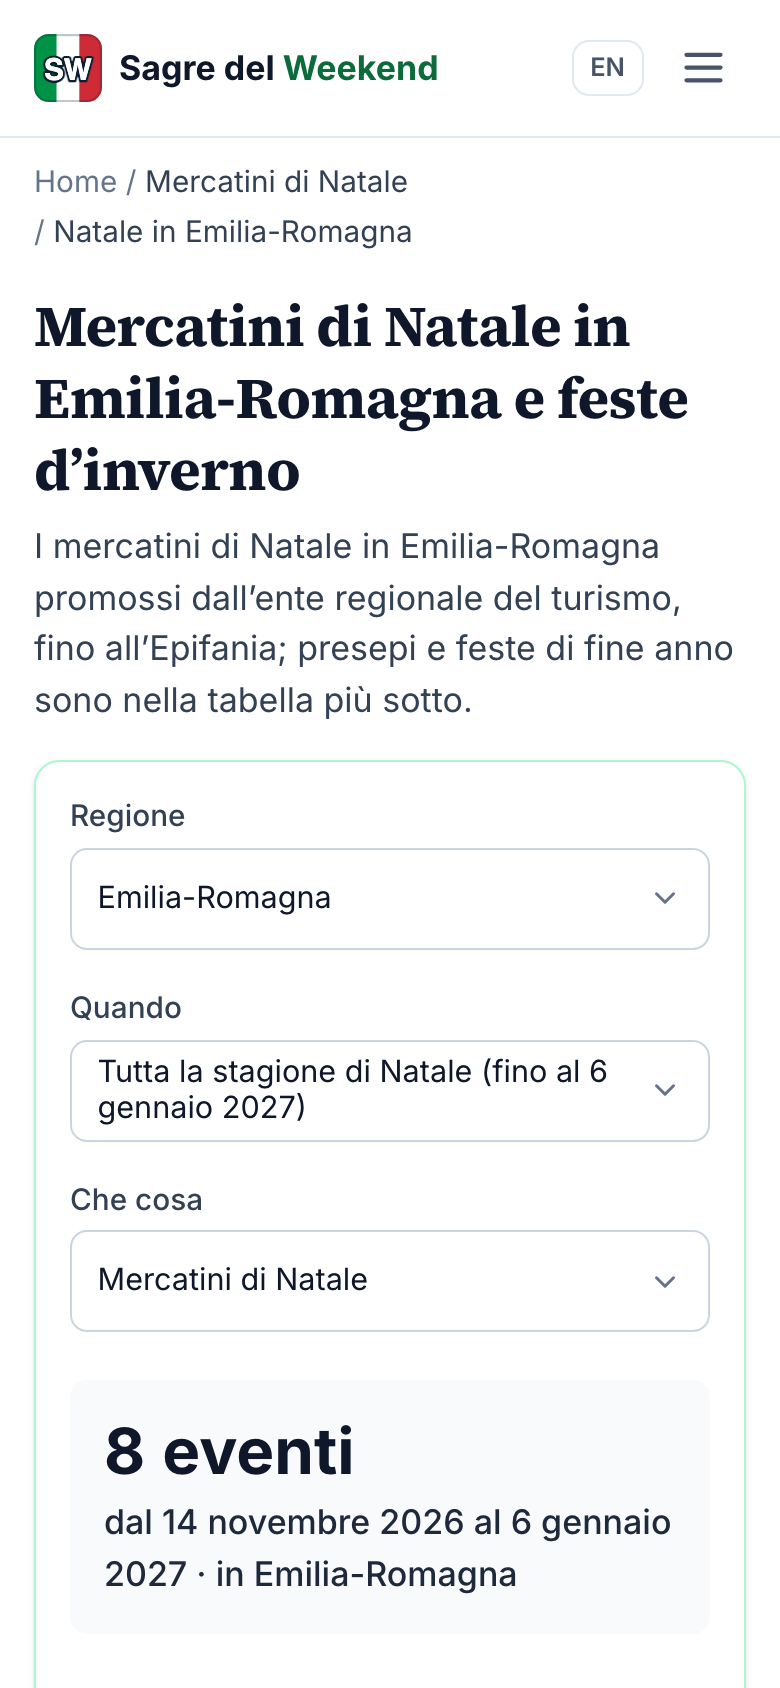 SW Sagre del Weekend EN
Home / Mercatini di Natale
/ Natale in Emilia-Romagna
Mercatini di Natale in
Emilia-Romagna e feste
d’inverno
I mercatini di Natale in Emilia-Romagna
promossi dall’ente regionale del turismo,
fino all’Epifania; presepi e feste di fine anno
sono nella tabella più sotto.
Regione
Emilia-Romagna
Quando
Tutta la stagione di Natale (fino al 6
gennaio 2027)
Che cosa
Mercatini di Natale
8 eventi
dal 14 novembre 2026 al 6 gennaio
2027 · in Emilia-Romagna